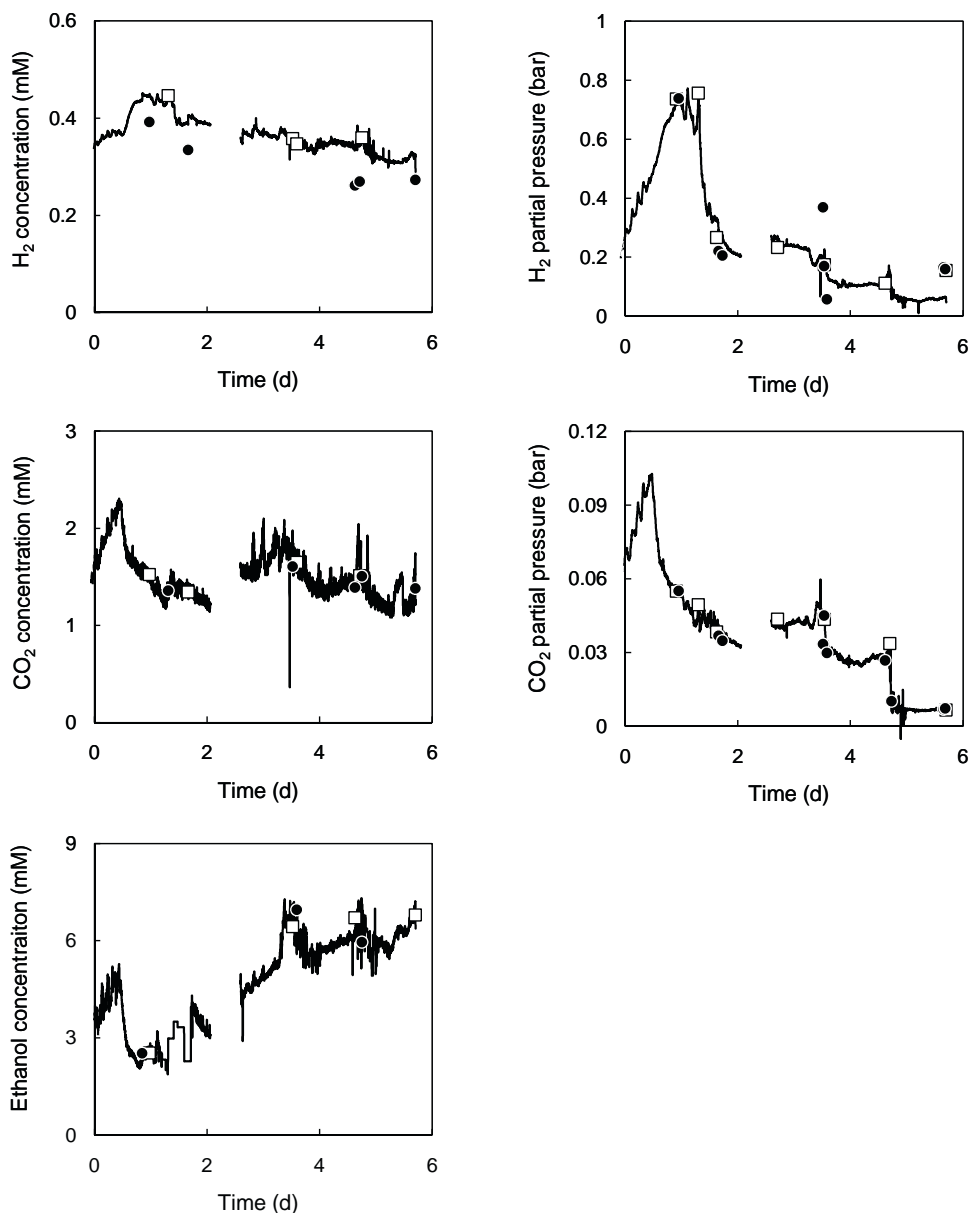 H2 concentration (mM)
0.6
0.4
0.2
0
0 2 4 6
Time (d)
H2 partial pressure (bar)
1
0.8
0.6
0.4
0.2
0
0 2 4 6
Time (d)
CO2 concentration (mM)
3
2
1
0
0 2 4 6
Time (d)
CO2 partial pressure (bar)
0.12
0.09
0.06
0.03
0
0 2 4 6
Time (d)
Ethanol concentraiton (mM)
9
6
3
0
0 2 4 6
Time (d)